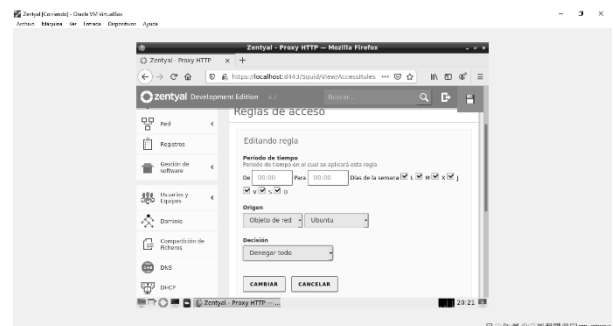 Zentyal [Corriendo] - Oracle VM VirtualBox
Archivo Máquina Ver Entrada Dispositivos Ayuda
Zentyal - Proxy HTTP — Mozilla Firefox
Zentyal - Proxy HTTP × +
https://localhost:8443/Squid/View/AccessRules
zentyal Development Edition 6.2 Buscar...
Reglas de acceso
Red
Registros
Gestión de
software
Usuarios y
Equipos
Dominio
Compartición de
Ficheros
DNS
DHCP
Editando regla
Periodo de tiempo
Periodo de tiempo en el cual se aplicará esta regla
De 00:00 Para 00:00 Días de la semana L M X J
V S D
Origen
Objeto de red Ubuntu
Decisión
Denegar todo
CAMBIAR CANCELAR
Zentyal - Proxy HTTP — ...
20:21